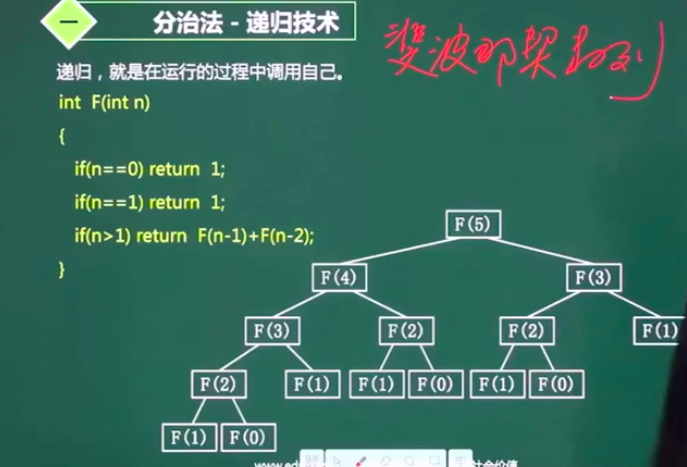 一
分治法 - 递归技术
斐波那契数列
递归，就是在运行的过程中调用自己。
int F(int n)
{
if(n==0) return 1;
if(n==1) return 1;
if(n>1) return F(n-1)+F(n-2);
}
F(5)
F(4) F(3)
F(3) F(2) F(2) F(1)
F(2) F(1) F(1) F(0) F(1) F(0)
F(1) F(0)